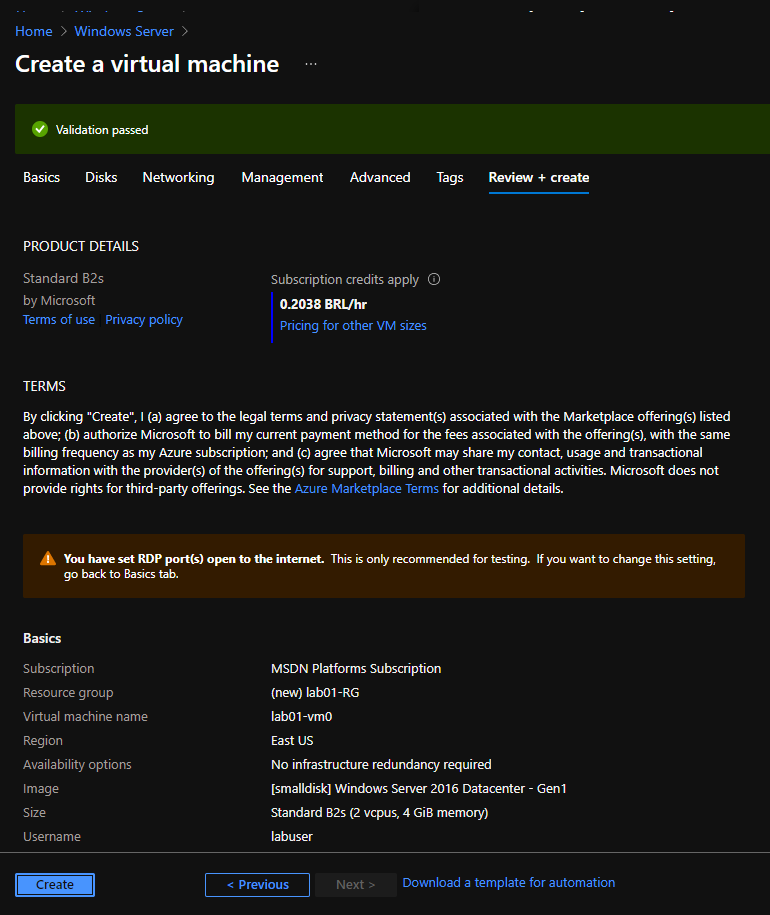 Home > Windows Server >
Create a virtual machine ...
Validation passed
Basics Disks Networking Management Advanced Tags Review + create
PRODUCT DETAILS
Standard B2s
by Microsoft
Terms of use Privacy policy
Subscription credits apply
0.2038 BRL/hr
Pricing for other VM sizes
TERMS
By clicking "Create", I (a) agree to the legal terms and privacy statement(s) associated with the Marketplace offering(s) listed
above; (b) authorize Microsoft to bill my current payment method for the fees associated with the offering(s), with the same
billing frequency as my Azure subscription; and (c) agree that Microsoft may share my contact, usage and transactional
information with the provider(s) of the offering(s) for support, billing and other transactional activities. Microsoft does not
provide rights for third-party offerings. See the Azure Marketplace Terms for additional details.
You have set RDP port(s) open to the internet. This is only recommended for testing. If you want to change this setting,
go back to Basics tab.
Basics
Subscription MSDN Platforms Subscription
Resource group (new) lab01-RG
Virtual machine name lab01-vm0
Region East US
Availability options No infrastructure redundancy required
Image [smalldisk] Windows Server 2016 Datacenter - Gen1
Size Standard B2s (2 vcpus, 4 GiB memory)
Username labuser
Create < Previous Next > Download a template for automation